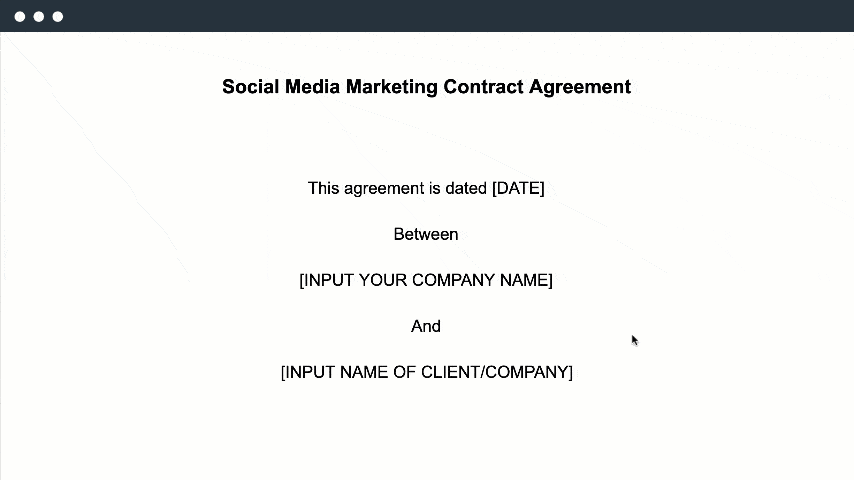 Social Media Marketing Contract Agreement
This agreement is dated [DATE]
Between
[INPUT YOUR COMPANY NAME]
And
[INPUT NAME OF CLIENT/COMPANY]